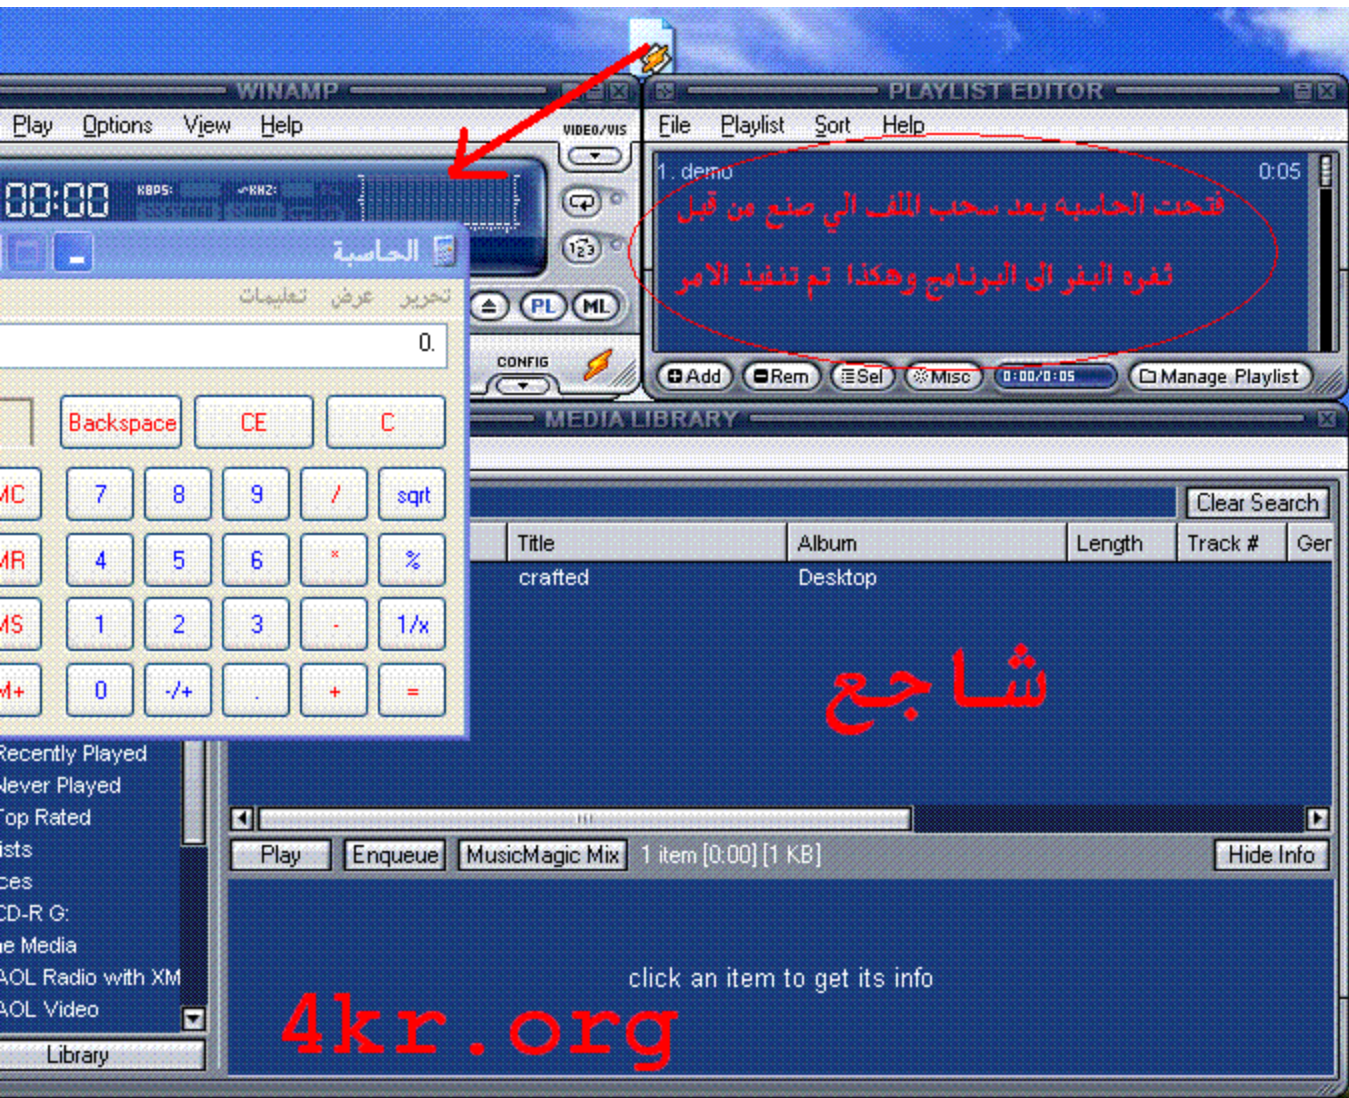 WINAMP
PLAYLIST EDITOR
Play Options View Help
VIDEO/VIS
File Playlist Sort Help
00:00
KBPS:
KHZ:
1. demo 0:05
فتحت الحاسبه بعد سحب الملف الي صنع من قبل
ثغره البفر الى البرنامج وهكذا تم تنفيذ الامر
الحاسبة
تحرير عرض تعليمات
0.
PL ML
CONFIG
Add Rem Sel Misc 0:00/0:05 Manage Playlist
MEDIA LIBRARY
Backspace CE C
MC 7 8 9 / sqrt
MR 4 5 6 * %
MS 1 2 3 - 1/x
M+ 0 -/+ . + =
Clear Search
Title Album Length Track # Ger
crafted Desktop
شاجع
Recently Played
Never Played
Top Rated
ists
ces
CD-R G:
ne Media
AOL Radio with XM
AOL Video
Library
Play Enqueue MusicMagic Mix 1 item [0:00] [1 KB] Hide Info
click an item to get its info
4kr.org